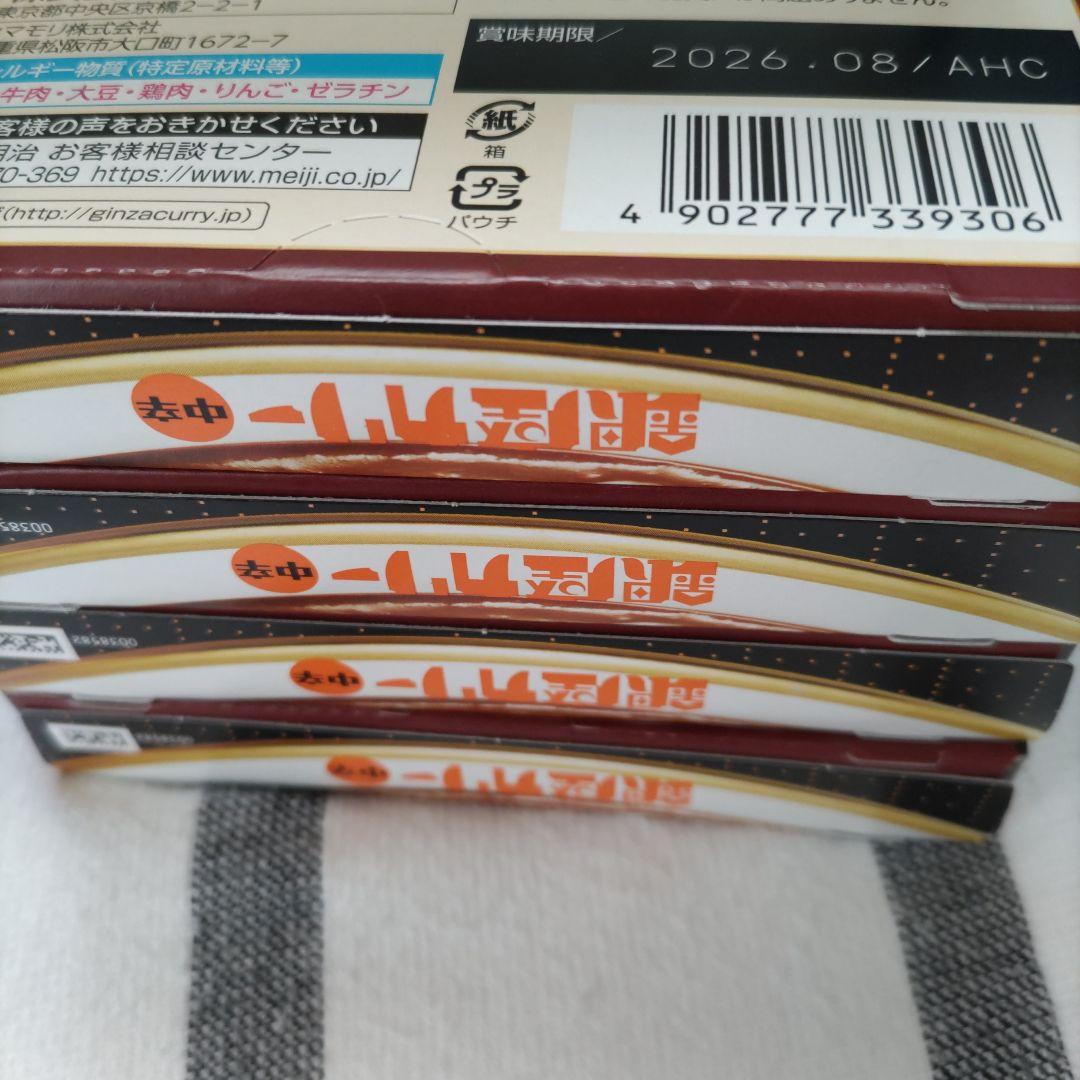 東京都中央区京橋2-2-1
マモリ株式会社
重県松阪市大口町1672-7
ルギー物質(特定原材料等)
牛肉・大豆・鶏肉・りんご・ゼラチン
客様の声をおきかせください
明治 お客様相談センター
70-369 https://www.meiji.co.jp/
(http://ginzacurry.jp)
ません。
賞味期限/
2026.08/AHC
紙
箱
プラ
パウチ
4 902777 339306
銀座カリー 中辛
銀座カリー 中辛
銀座カリー 中辛
銀座カリー 中辛